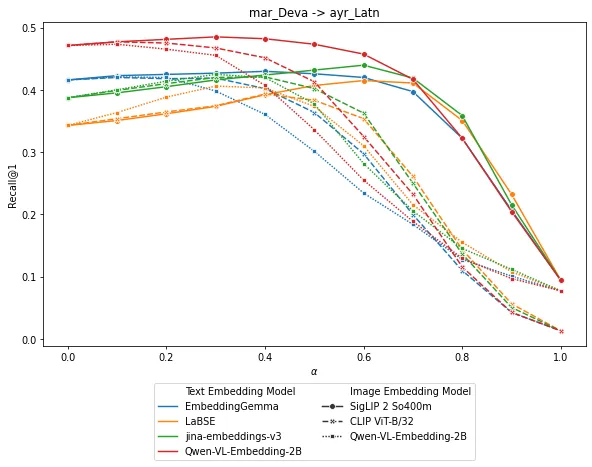 mar_Deva -> ayr_Latn
Recall@1
0.5
0.4
0.3
0.2
0.1
0.0
0.0 0.2 0.4 0.6 0.8 1.0
α
Text Embedding Model
EmbeddingGemma
LaBSE
jina-embeddings-v3
Qwen-VL-Embedding-2B
Image Embedding Model
SigLIP 2 So400m
CLIP ViT-B/32
Qwen-VL-Embedding-2B